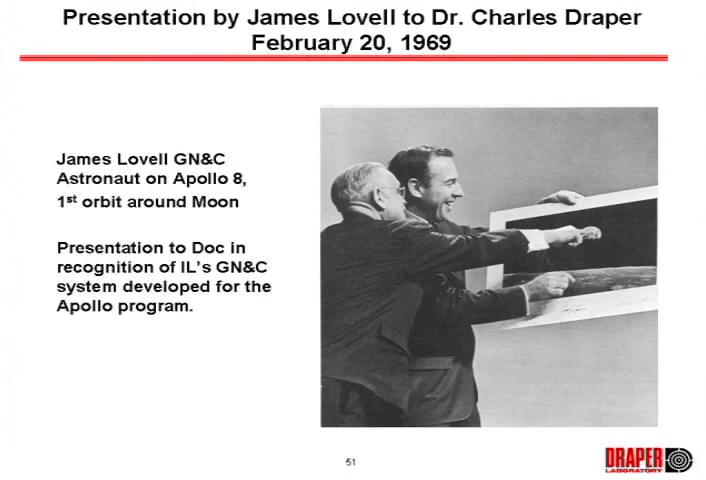 Presentation by James Lovell to Dr. Charles Draper
February 20, 1969
James Lovell GN&C
Astronaut on Apollo 8,
1st orbit around Moon
Presentation to Doc in
recognition of IL's GN&C
system developed for the
Apollo program.
51
DRAPER
LABORATORY